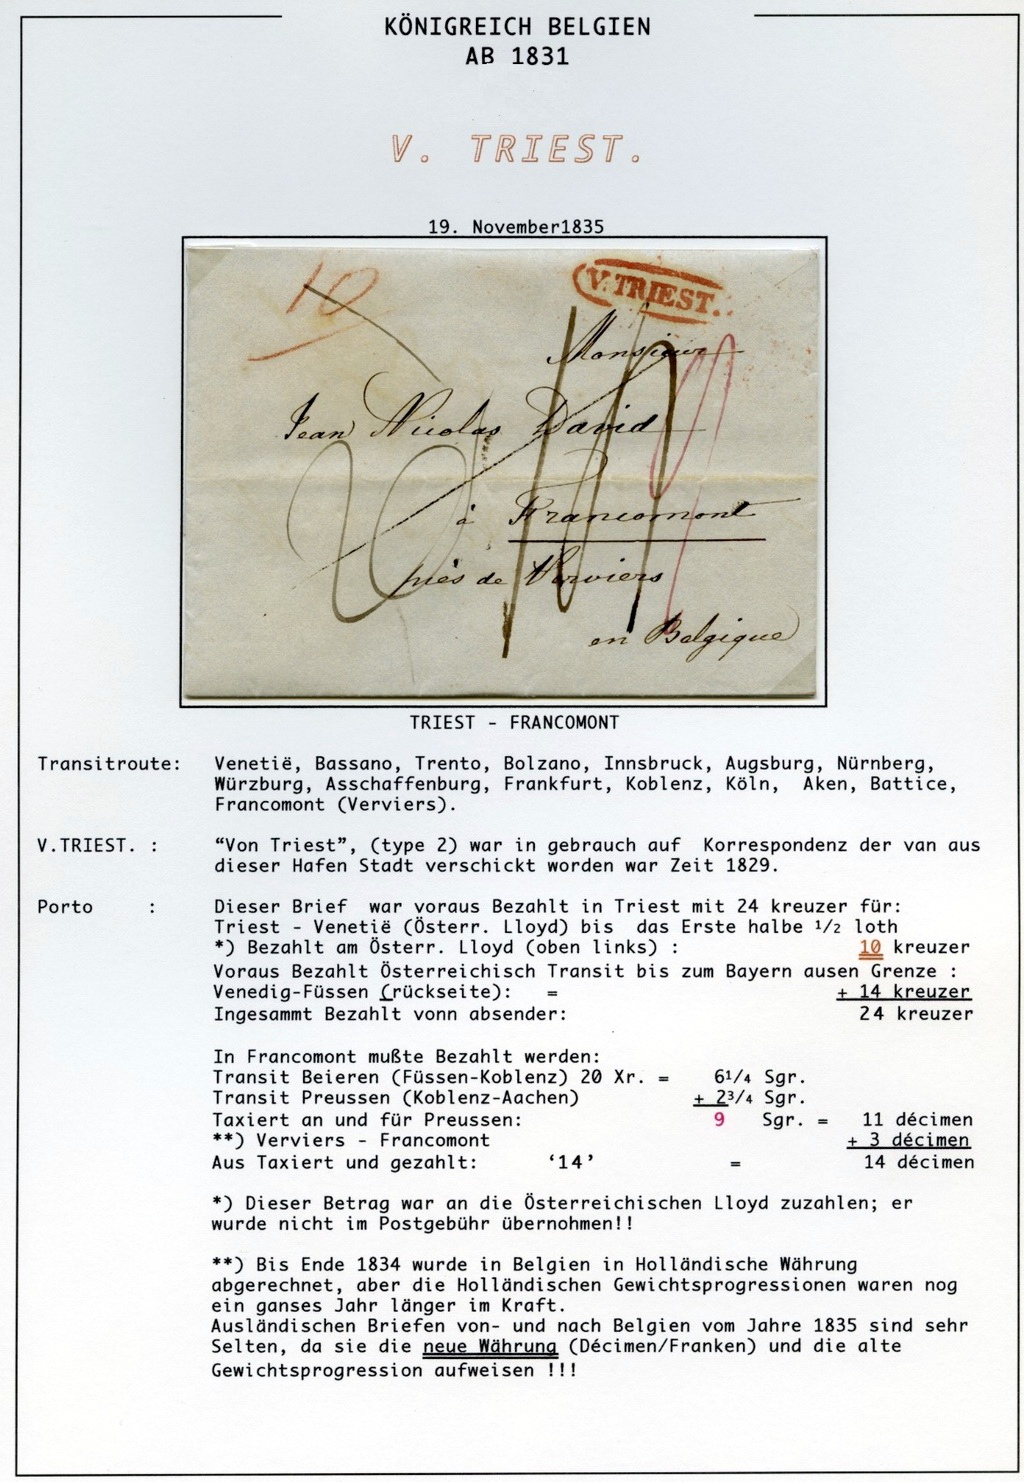 KÖNIGREICH BELGIEN
AB 1831
V. TRIEST.
19. November1835
10
V. TRIEST.
Monsieur
Jean Nicolas David
à Francomont
près de Verviers
en Belgique
TRIEST - FRANCOMONT
Transitroute: Venetië, Bassano, Trento, Bolzano, Innsbruck, Augsburg, Nürnberg,
Würzburg, Asschaffenburg, Frankfurt, Koblenz, Köln, Aken, Battice,
Francomont (Verviers).
V.TRIEST. : “Von Triest”, (type 2) war in gebrauch auf Korrespondenz der van aus
dieser Hafen Stadt verschickt worden war Zeit 1829.
Porto : Dieser Brief war voraus Bezahlt in Triest mit 24 kreuzer für:
Triest - Venetië (Österr. Lloyd) bis das Erste halbe 1/2 loth
*) Bezahlt am Österr. Lloyd (oben links) : 10 kreuzer
Voraus Bezahlt Österreichisch Transit bis zum Bayern ausen Grenze :
Venedig-Füssen (rückseite): = + 14 kreuzer
Ingesammt Bezahlt vonn absender: 24 kreuzer
In Francomont mußte Bezahlt werden:
Transit Beieren (Füssen-Koblenz) 20 Xr. = 6 1/4 Sgr.
Transit Preussen (Koblenz-Aachen) + 2 3/4 Sgr.
Taxiert an und für Preussen: 9 Sgr. = 11 décimen
**) Verviers - Francomont + 3 décimen
Aus Taxiert und gezahlt: ‘14’ = 14 décimen
*) Dieser Betrag war an die Österreichischen Lloyd zuzahlen; er
wurde nicht im Postgebühr übernohmen!!
**) Bis Ende 1834 wurde in Belgien in Holländische Währung
abgerechnet, aber die Holländischen Gewichtsprogressionen waren nog
ein ganses Jahr länger im Kraft.
Ausländischen Briefen von- und nach Belgien vom Jahre 1835 sind sehr
Selten, da sie die neue Währung (Décimen/Franken) und die alte
Gewichtsprogression aufweisen !!!